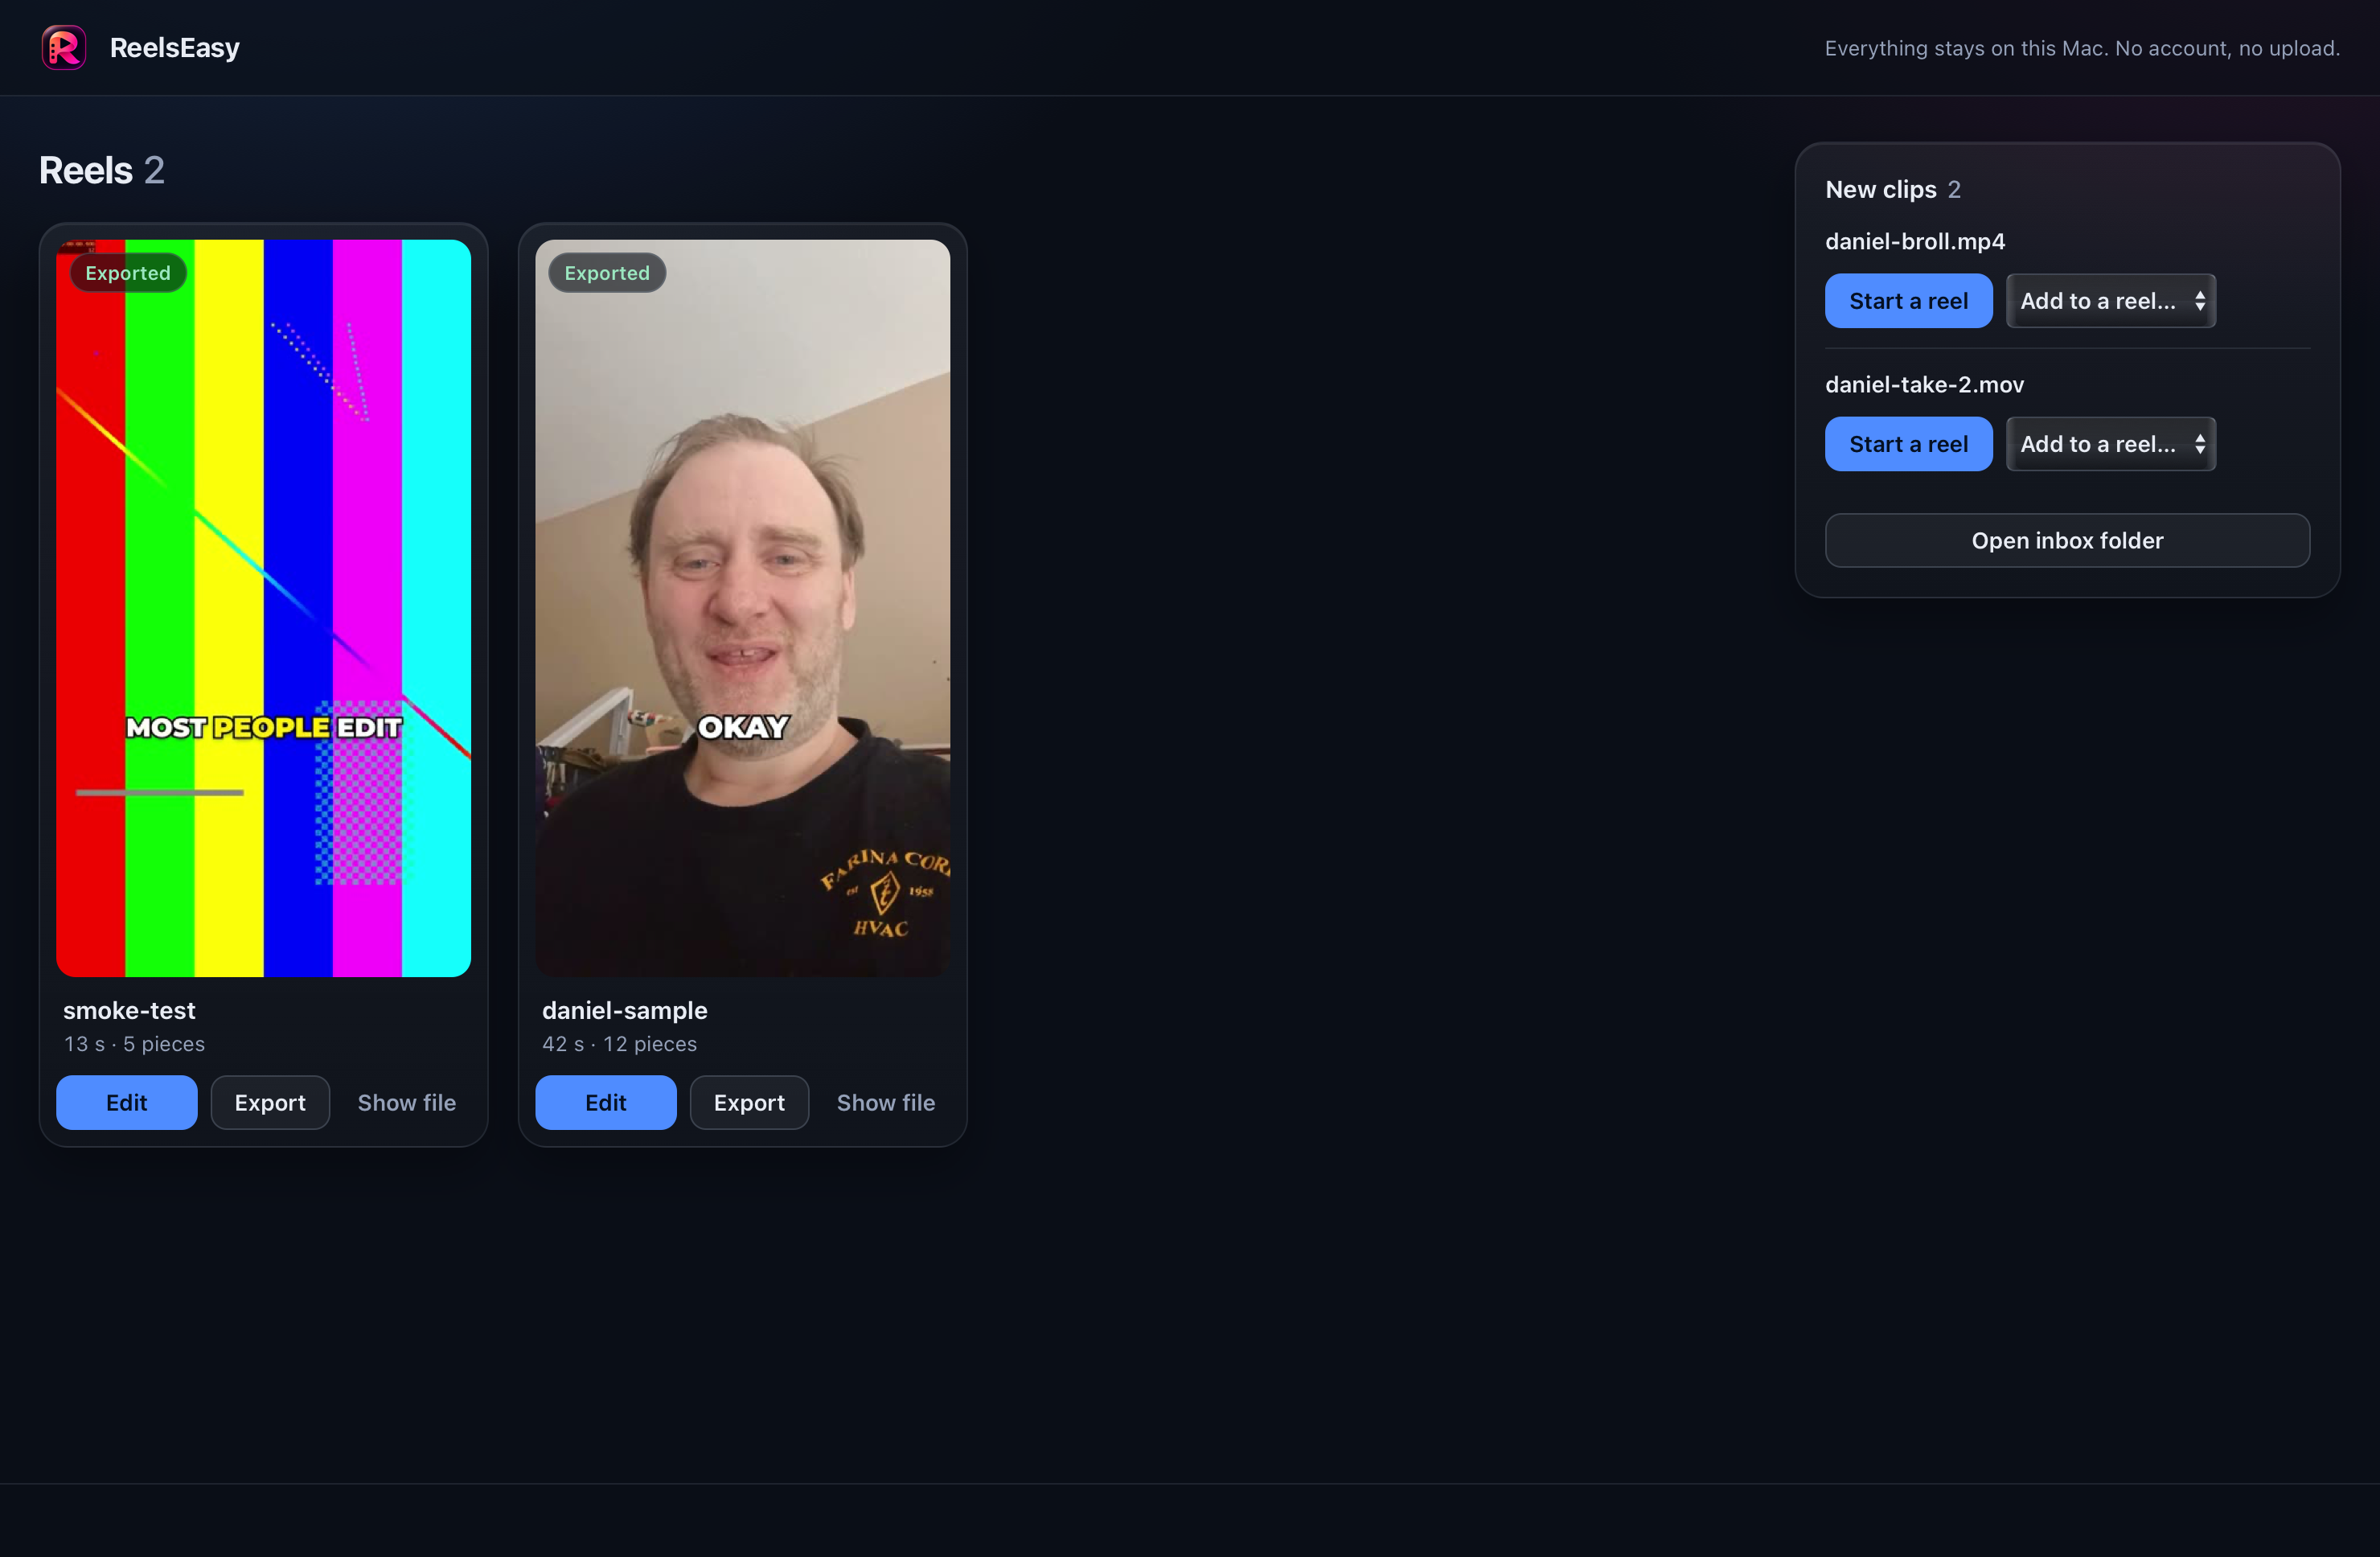 ReelsEasy
Everything stays on this Mac. No account, no upload.
Reels 2
Exported
MOST PEOPLE EDIT
smoke-test
13 s · 5 pieces
Edit
Export
Show file
Exported
OKAY
FARINA COR
est 1958
HVAC
daniel-sample
42 s · 12 pieces
Edit
Export
Show file
New clips 2
daniel-broll.mp4
Start a reel
Add to a reel...
daniel-take-2.mov
Start a reel
Add to a reel...
Open inbox folder